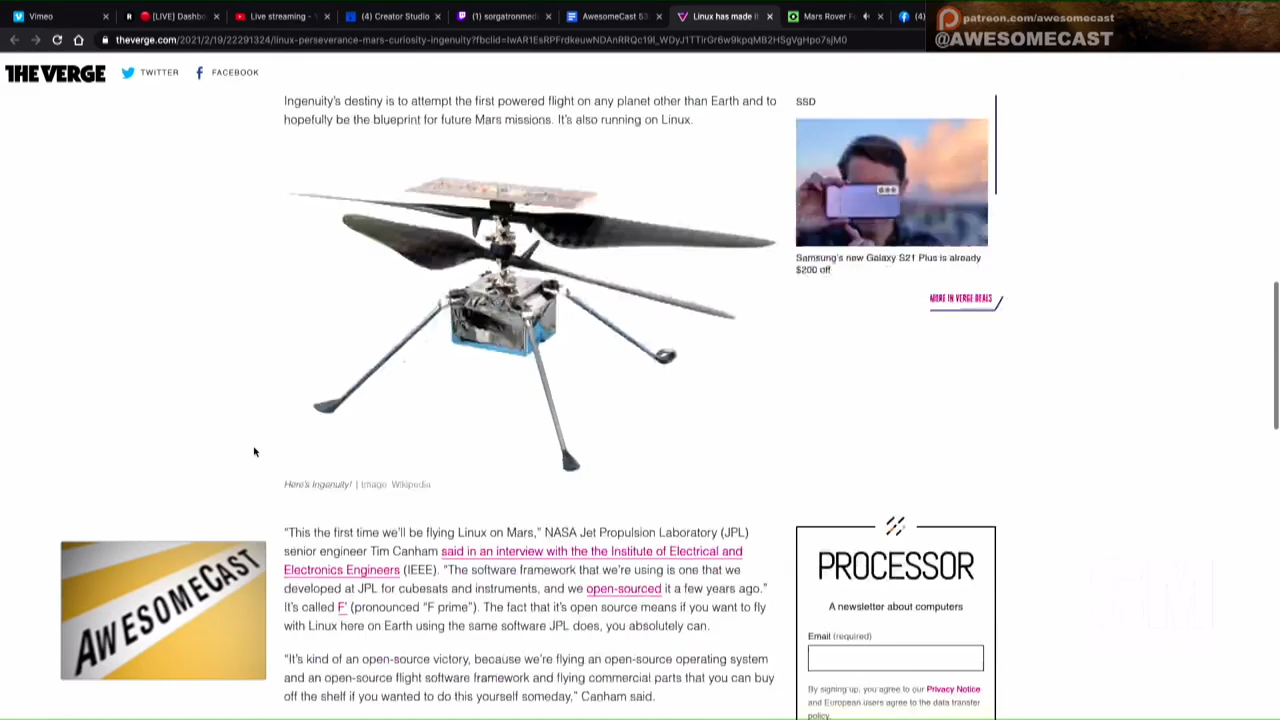 Vimeo
[LIVE] Dashbo
Live streaming - Y
(4) Creator Studio
(1) sorgatronmed
AwesomeCast 53
Linux has made it
Mars Rover F
(4)
patreon.com/awesomecast
@AWESOMECAST
theverge.com/2021/2/19/22291324/linux-perseverance-mars-curiosity-ingenuity?fbclid=
THE VERGE
TWITTER
FACEBOOK
Ingenuity's destiny is to attempt the first powered flight on any planet other than Earth and to
hopefully be the blueprint for future Mars missions. It's also running on Linux.
SSD
Samsung's new Galaxy S21 Plus is already
$200 off
MORE IN VERGE DEALS
Here's Ingenuity! | Image: Wikipedia
"This the first time we'll be flying Linux on Mars," NASA Jet Propulsion Laboratory (JPL)
senior engineer Tim Canham said in an interview with the the Institute of Electrical and
Electronics Engineers (IEEE). "The software framework that we're using is one that we
developed at JPL for cubesats and instruments, and we open-sourced it a few years ago."
It's called F' (pronounced "F prime"). The fact that it's open source means if you want to fly
with Linux here on Earth using the same software JPL does, you absolutely can.
"It's kind of an open-source victory, because we're flying an open-source operating system
and an open-source flight software framework and flying commercial parts that you can buy
off the shelf if you wanted to do this yourself someday," Canham said.
AWESOMECAST
PROCESSOR
A newsletter about computers
Email (required)
By signing up, you agree to our Privacy Notice
and European users agree to the data transfer
policy.